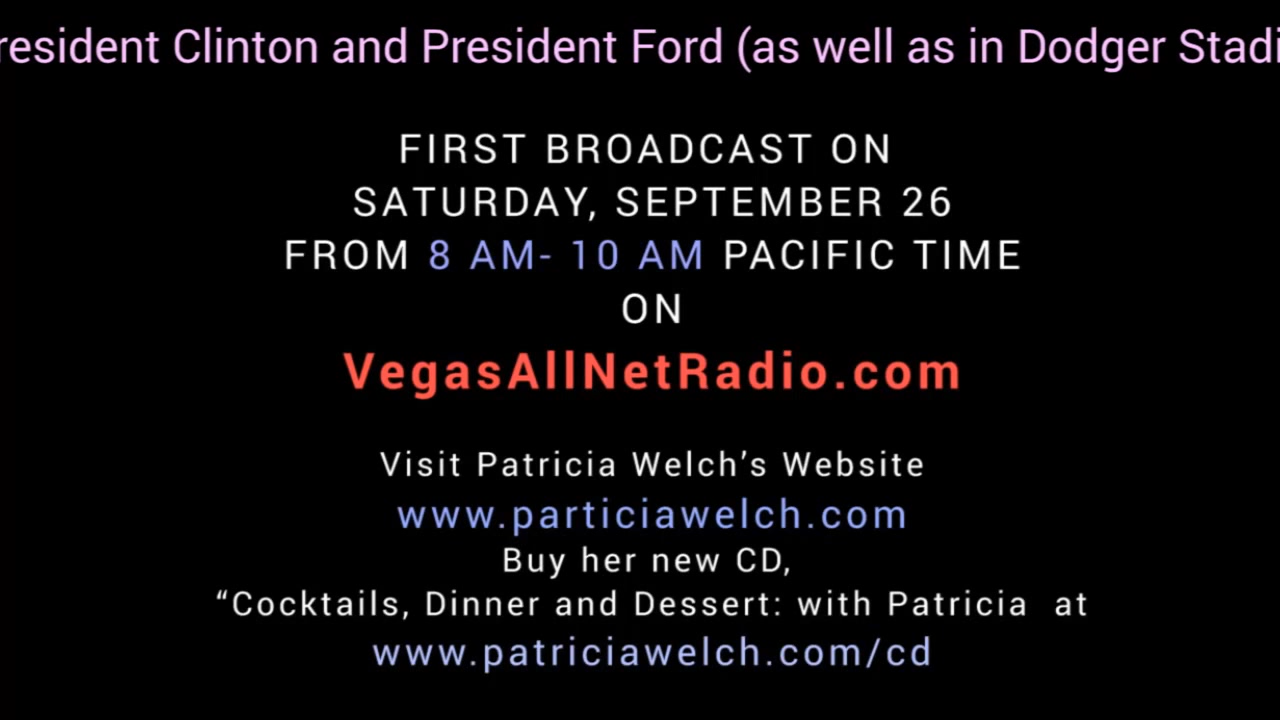 resident Clinton and President Ford (as well as in Dodger Stadi
FIRST BROADCAST ON
SATURDAY, SEPTEMBER 26
FROM 8 AM- 10 AM PACIFIC TIME
ON
VegasAllNetRadio.com
Visit Patricia Welch’s Website
www.particiawelch.com
Buy her new CD,
“Cocktails, Dinner and Dessert: with Patricia  at
www.patriciawelch.com/cd